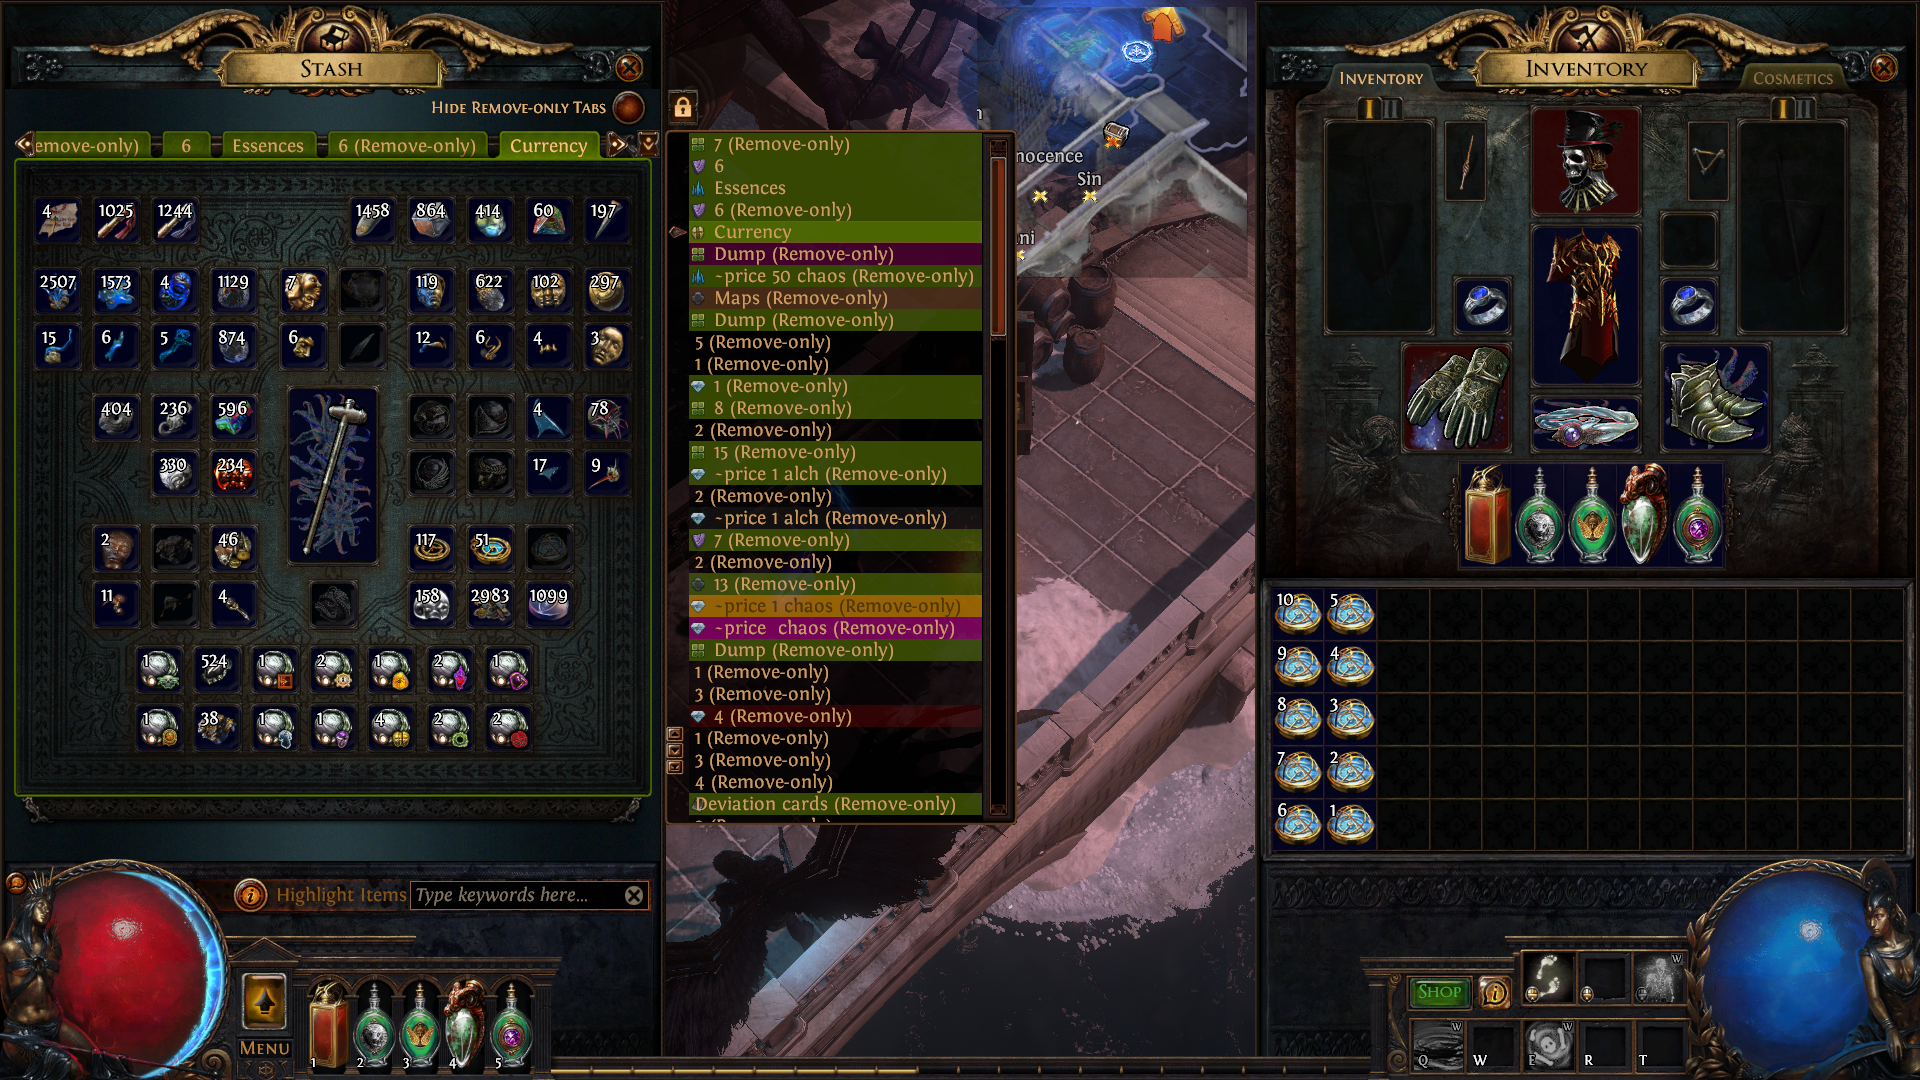 STASH
HIDE REMOVE-ONLY TABS
emove-only)
6
Essences
6 (Remove-only)
Currency
4
1025
1244
1458
864
414
60
197
2507
1573
4
1129
7
119
622
102
297
15
6
5
874
6
12
6
4
3
404
236
596
4
78
330
234
17
9
2
46
117
51
11
4
158
2983
1099
1
524
1
2
1
2
1
1
38
1
1
4
2
2
7 (Remove-only)
6
Essences
6 (Remove-only)
Currency
Dump (Remove-only)
~price 50 chaos (Remove-only)
Maps (Remove-only)
Dump (Remove-only)
5 (Remove-only)
1 (Remove-only)
1 (Remove-only)
8 (Remove-only)
2 (Remove-only)
15 (Remove-only)
~price 1 alch (Remove-only)
2 (Remove-only)
~price 1 alch (Remove-only)
7 (Remove-only)
2 (Remove-only)
13 (Remove-only)
~price 1 chaos (Remove-only)
~price  chaos (Remove-only)
Dump (Remove-only)
1 (Remove-only)
3 (Remove-only)
4 (Remove-only)
1 (Remove-only)
3 (Remove-only)
4 (Remove-only)
Deviation cards (Remove-only)
nocence
Sin
ni
INVENTORY
INVENTORY
COSMETICS
I II
I II
10 5
9 4
8 3
7 2
6 1
Highlight Items
Type keywords here...
MENU
1 2 3 4 5
SHOP
W
W W
Q W E R T